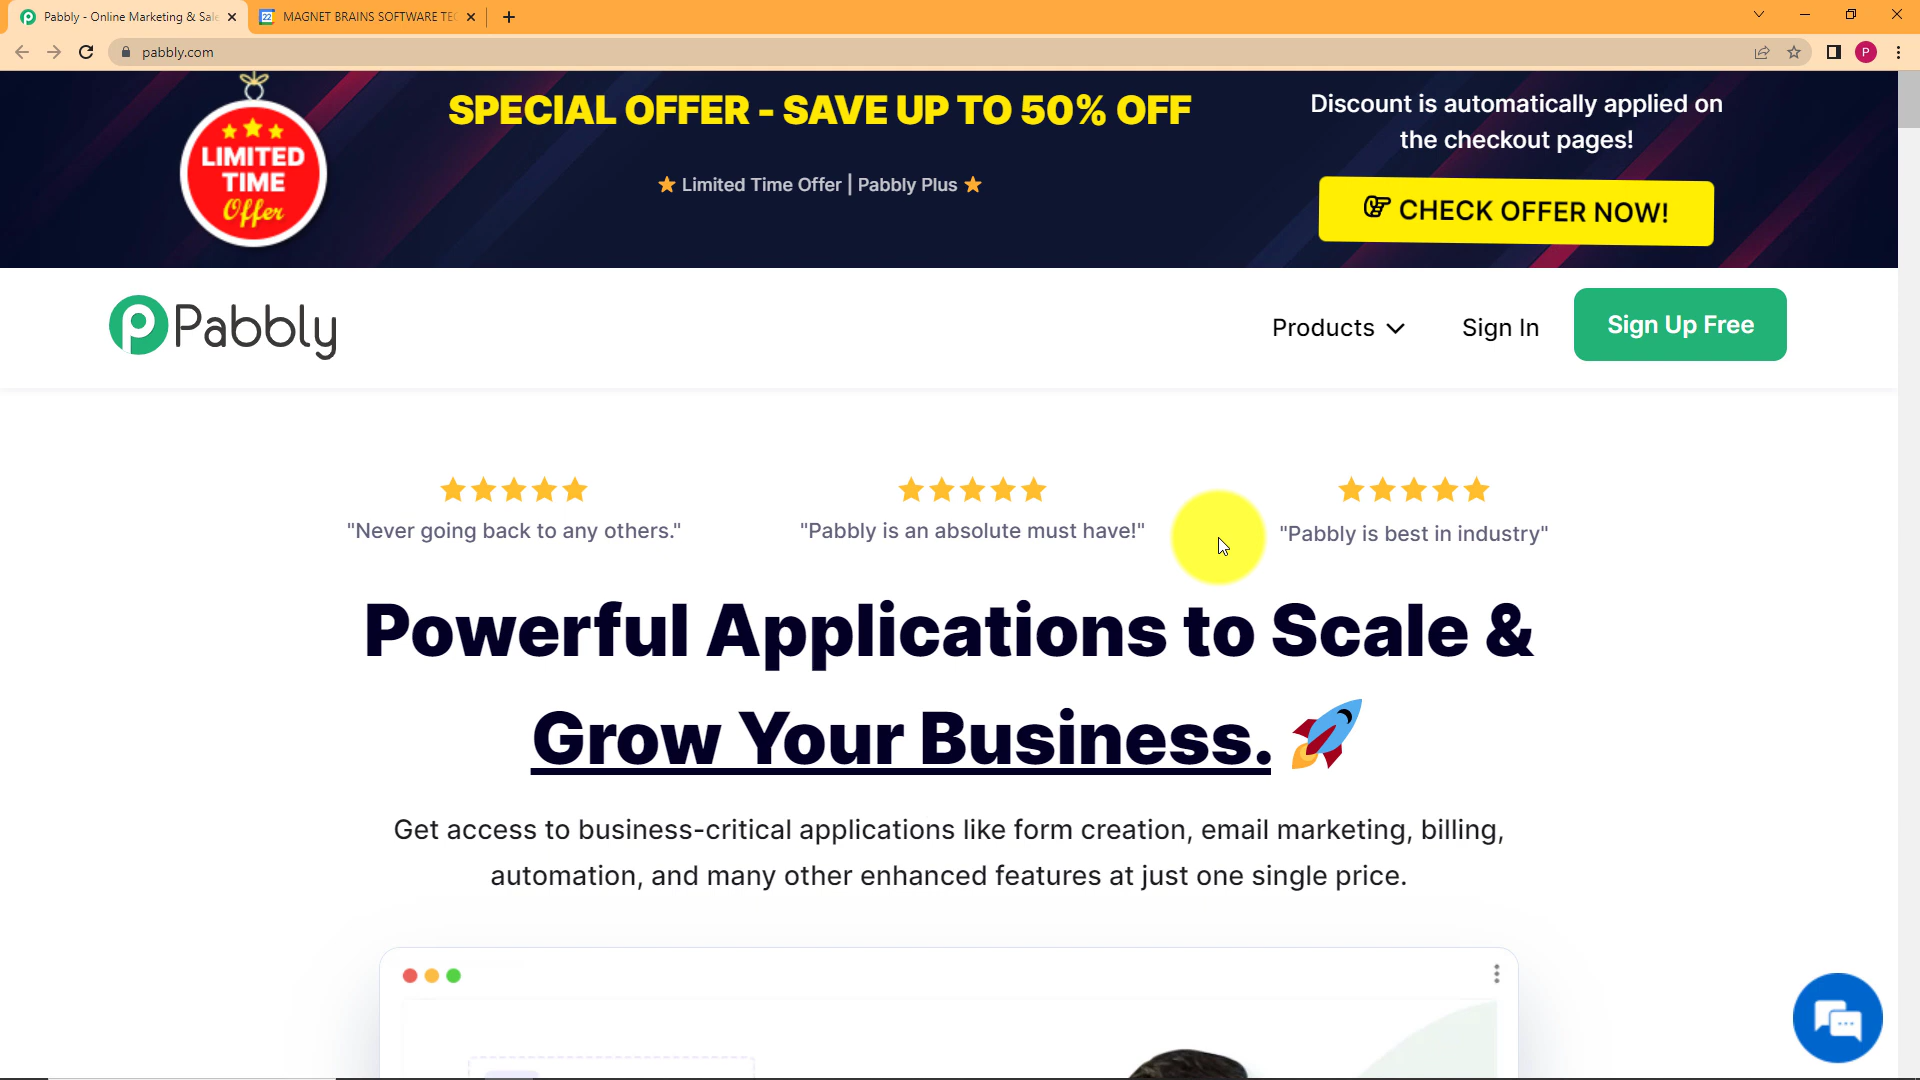 Pabbly - Online Marketing & Sale
MAGNET BRAINS SOFTWARE TEC
pabbly.com
P
LIMITED
TIME
Offer
SPECIAL OFFER - SAVE UP TO 50% OFF
⭐ Limited Time Offer | Pabbly Plus ⭐
Discount is automatically applied on
the checkout pages!
CHECK OFFER NOW!
Pabbly
Products
Sign In
Sign Up Free
"Never going back to any others."
"Pabbly is an absolute must have!"
"Pabbly is best in industry"
Powerful Applications to Scale &
Grow Your Business. 🚀
Get access to business-critical applications like form creation, email marketing, billing,
automation, and many other enhanced features at just one single price.